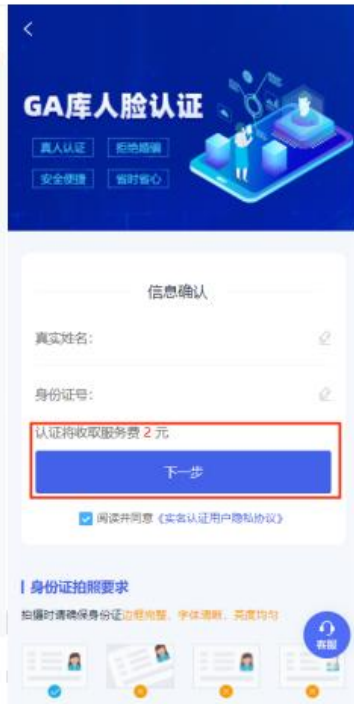 GA库人脸认证
真人认证 拒绝婚骗
安全便捷 省时省心
信息确认
真实姓名:
身份证号:
认证将收取服务费 2 元
下一步
阅读并同意《实名认证用户隐私协议》
身份证拍照要求
拍摄时请确保身份证边框完整、字体清晰、亮度均匀
客服